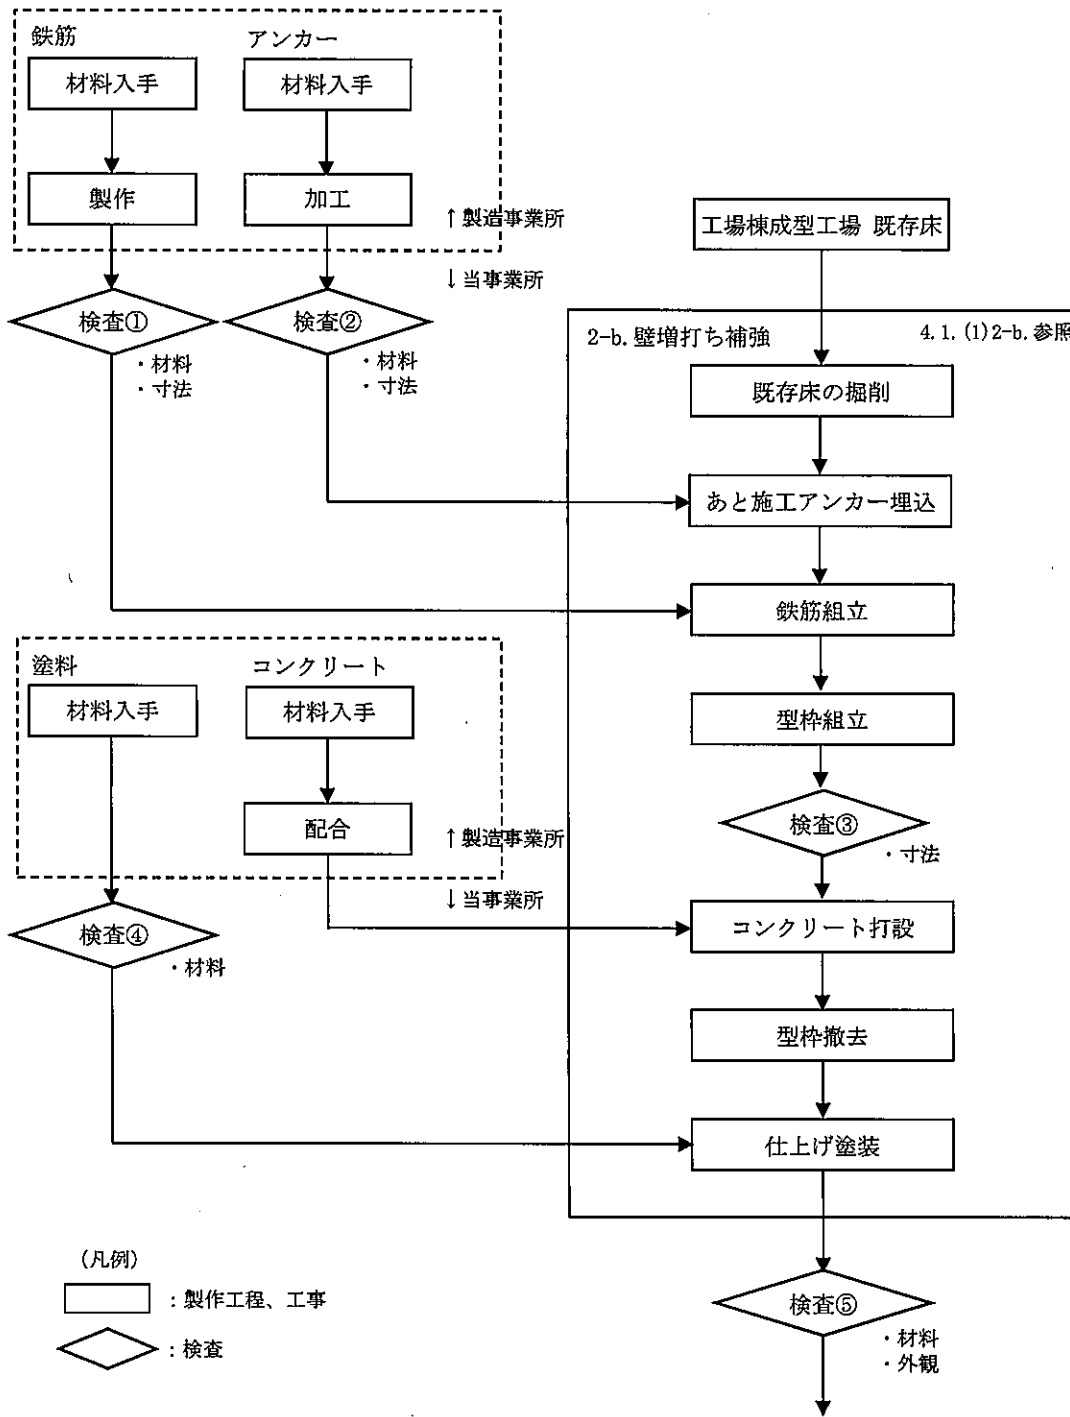 鉄筋
アンカー
材料入手
材料入手
製作
加工
↑製造事業所
↓当事業所
検査①
・材料
・寸法
検査②
・材料
・寸法
工場棟成型工場 既存床
2-b.壁増打ち補強
4.1.(1)2-b.参照
既存床の掘削
あと施工アンカー埋込
鉄筋組立
型枠組立
検査③
・寸法
塗料
コンクリート
材料入手
材料入手
配合
↑製造事業所
↓当事業所
検査④
・材料
コンクリート打設
型枠撤去
仕上げ塗装
検査⑤
・材料
・外観
(凡例)
：製作工程、工事
：検査